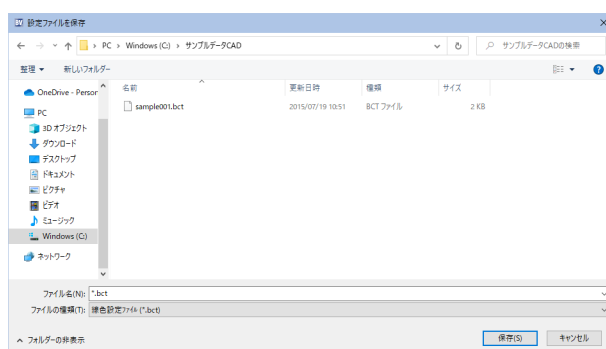 設定ファイルを保存
PC › Windows (C:) › サンプルデータCAD
サンプルデータCADの検索
整理 新しいフォルダー
名前 更新日時 種類 サイズ
sample001.bct 2015/07/19 10:51 BCT ファイル 2 KB
OneDrive - Person
PC
3D オブジェクト
ダウンロード
デスクトップ
ドキュメント
ピクチャ
ビデオ
ミュージック
Windows (C:)
ネットワーク
ファイル名(N): *.bct
ファイルの種類(T): 線色設定ファイル (*.bct)
フォルダーの非表示 保存(S) キャンセル